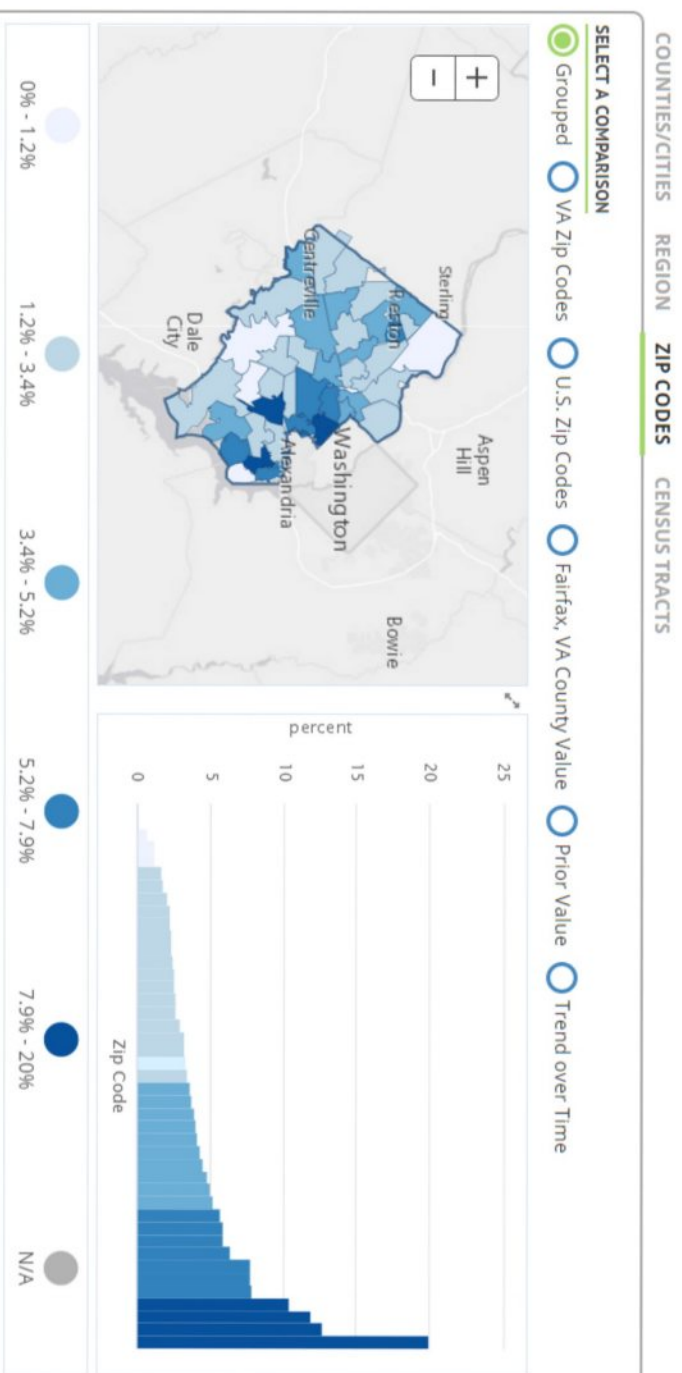 COUNTIES/CITIES REGION ZIP CODES CENSUS TRACTS
SELECT A COMPARISON
Grouped VA Zip Codes U.S. Zip Codes Fairfax, VA County Value Prior Value Trend over Time
+
−
Sterling
Aspen
Hill
Reston
Bowie
Washington
Centreville
Alexandria
Dale
City
percent
25
20
15
10
5
0
Zip Code
0% - 1.2% 1.2% - 3.4% 3.4% - 5.2% 5.2% - 7.9% 7.9% - 20% N/A